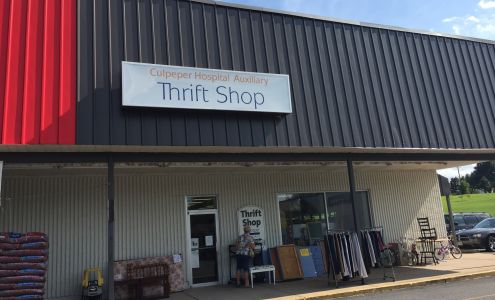 Culpeper Hospital Auxiliary
Thrift Shop
Thrift
Shop